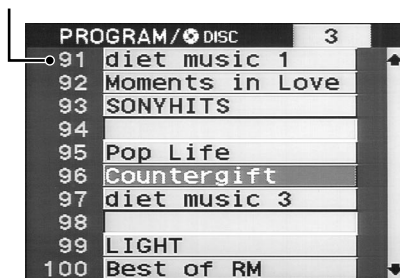 PROGRAM/ DISC 3
91 diet music 1
92 Moments in Love
93 SONYHITS
94
95 Pop Life
96 Countergift
97 diet music 3
98
99 LIGHT
100 Best of RM